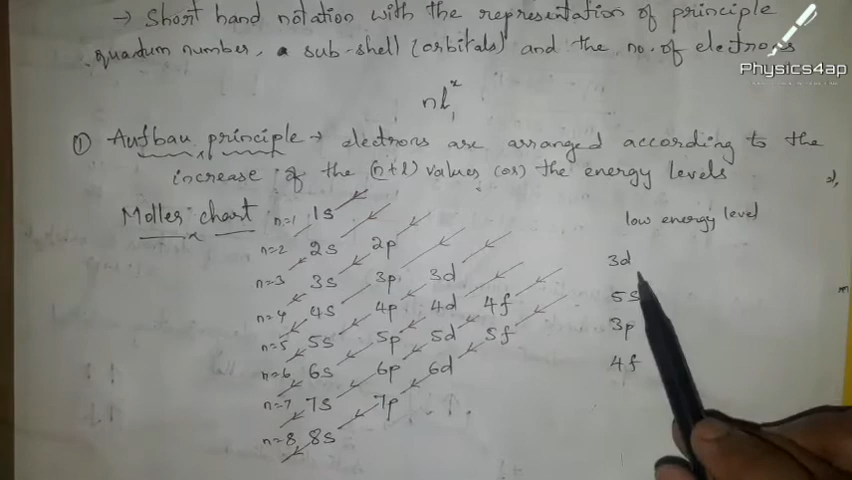 → Short hand notation with the representation of principle
quantum number, sub-shell (orbitals) and the no. of electrons
Physics4ap
nlˣ
① Aufbau principle → electrons are arranged according to the
increase of the (n+l) values (or) the energy levels
Moller chart
low energy level
n=1 1s
n=2 2s 2p
n=3 3s 3p 3d
n=4 4s 4p 4d 4f
n=5 5s 5p 5d 5f
n=6 6s 6p 6d
n=7 7s 7p
n=8 8s
3d
5s
3p
4f